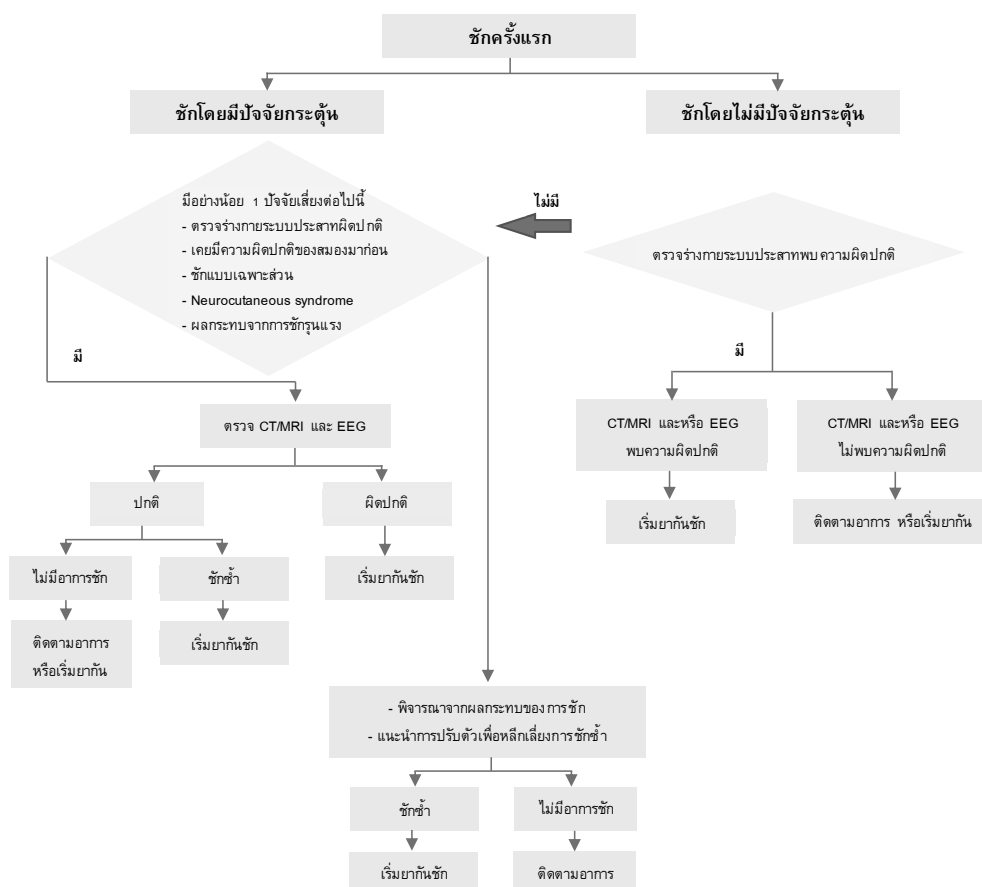 ชักครั้งแรก
ชักโดยมีปัจจัยกระตุ้น
ชักโดยไม่มีปัจจัยกระตุ้น
มีอย่างน้อย 1 ปัจจัยเสี่ยงต่อไปนี้
- ตรวจร่างกายระบบประสาทผิดปกติ
- เคยมีความผิดปกติของสมองมาก่อน
- ชักแบบเฉพาะส่วน
- Neurocutaneous syndrome
- ผลกระทบจากการชักรุนแรง
ไม่มี
ตรวจร่างกายระบบประสาทพบความผิดปกติ
มี
มี
ตรวจ CT/MRI และ EEG
CT/MRI และหรือ EEG
พบความผิดปกติ
CT/MRI และหรือ EEG
ไม่พบความผิดปกติ
ปกติ
ผิดปกติ
เริ่มยากันชัก
ติดตามอาการ หรือเริ่มยากัน
ไม่มีอาการชัก
ชักซ้ำ
เริ่มยากันชัก
ติดตามอาการ
หรือเริ่มยากัน
เริ่มยากันชัก
- พิจารณาจากผลกระทบของการชัก
- แนะนำการปรับตัวเพื่อหลีกเลี่ยงการชักซ้ำ
ชักซ้ำ
ไม่มีอาการชัก
เริ่มยากันชัก
ติดตามอาการ